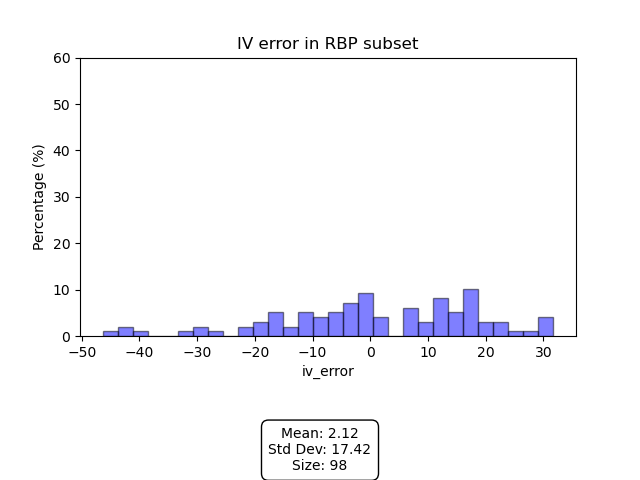 IV error in RBP subset
60
50
40
30
20
10
0
Percentage (%)
−50 −40 −30 −20 −10 0 10 20 30
iv_error
Mean: 2.12
Std Dev: 17.42
Size: 98